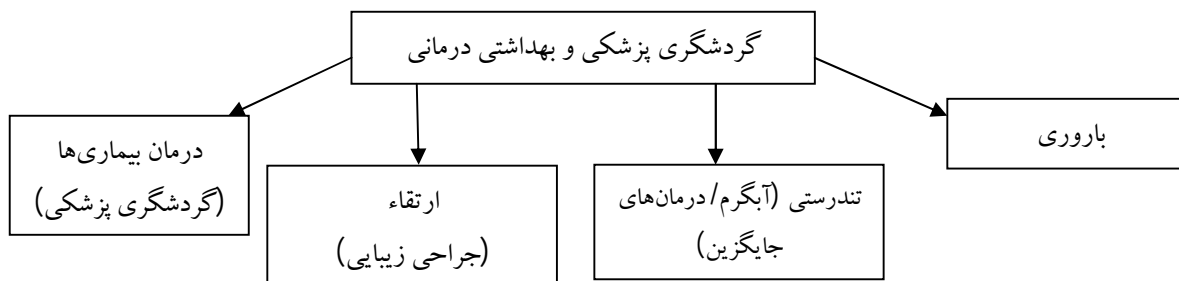 گردشگری پزشکی و بهداشتی درمانی
باروری
تندرستی (آبگرم/ درمان‌های
جایگزین)
ارتقاء
(جراحی زیبایی)
درمان بیماری‌ها
(گردشگری پزشکی)